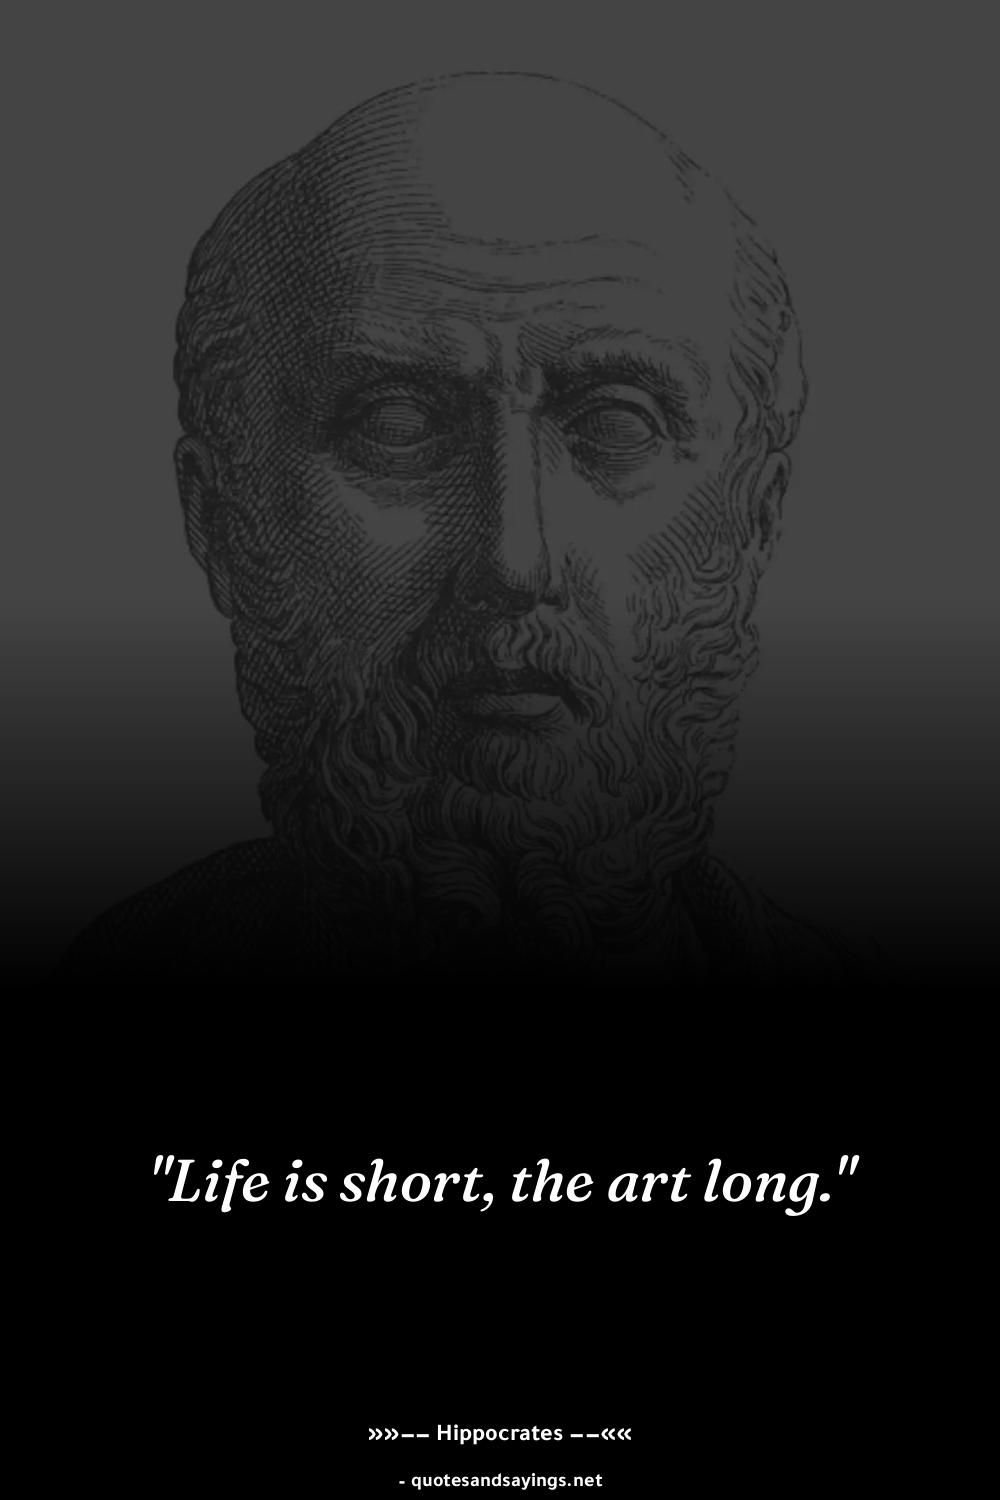 "Life is short, the art long."
»»−− Hippocrates −−««
- quotesandsayings.net